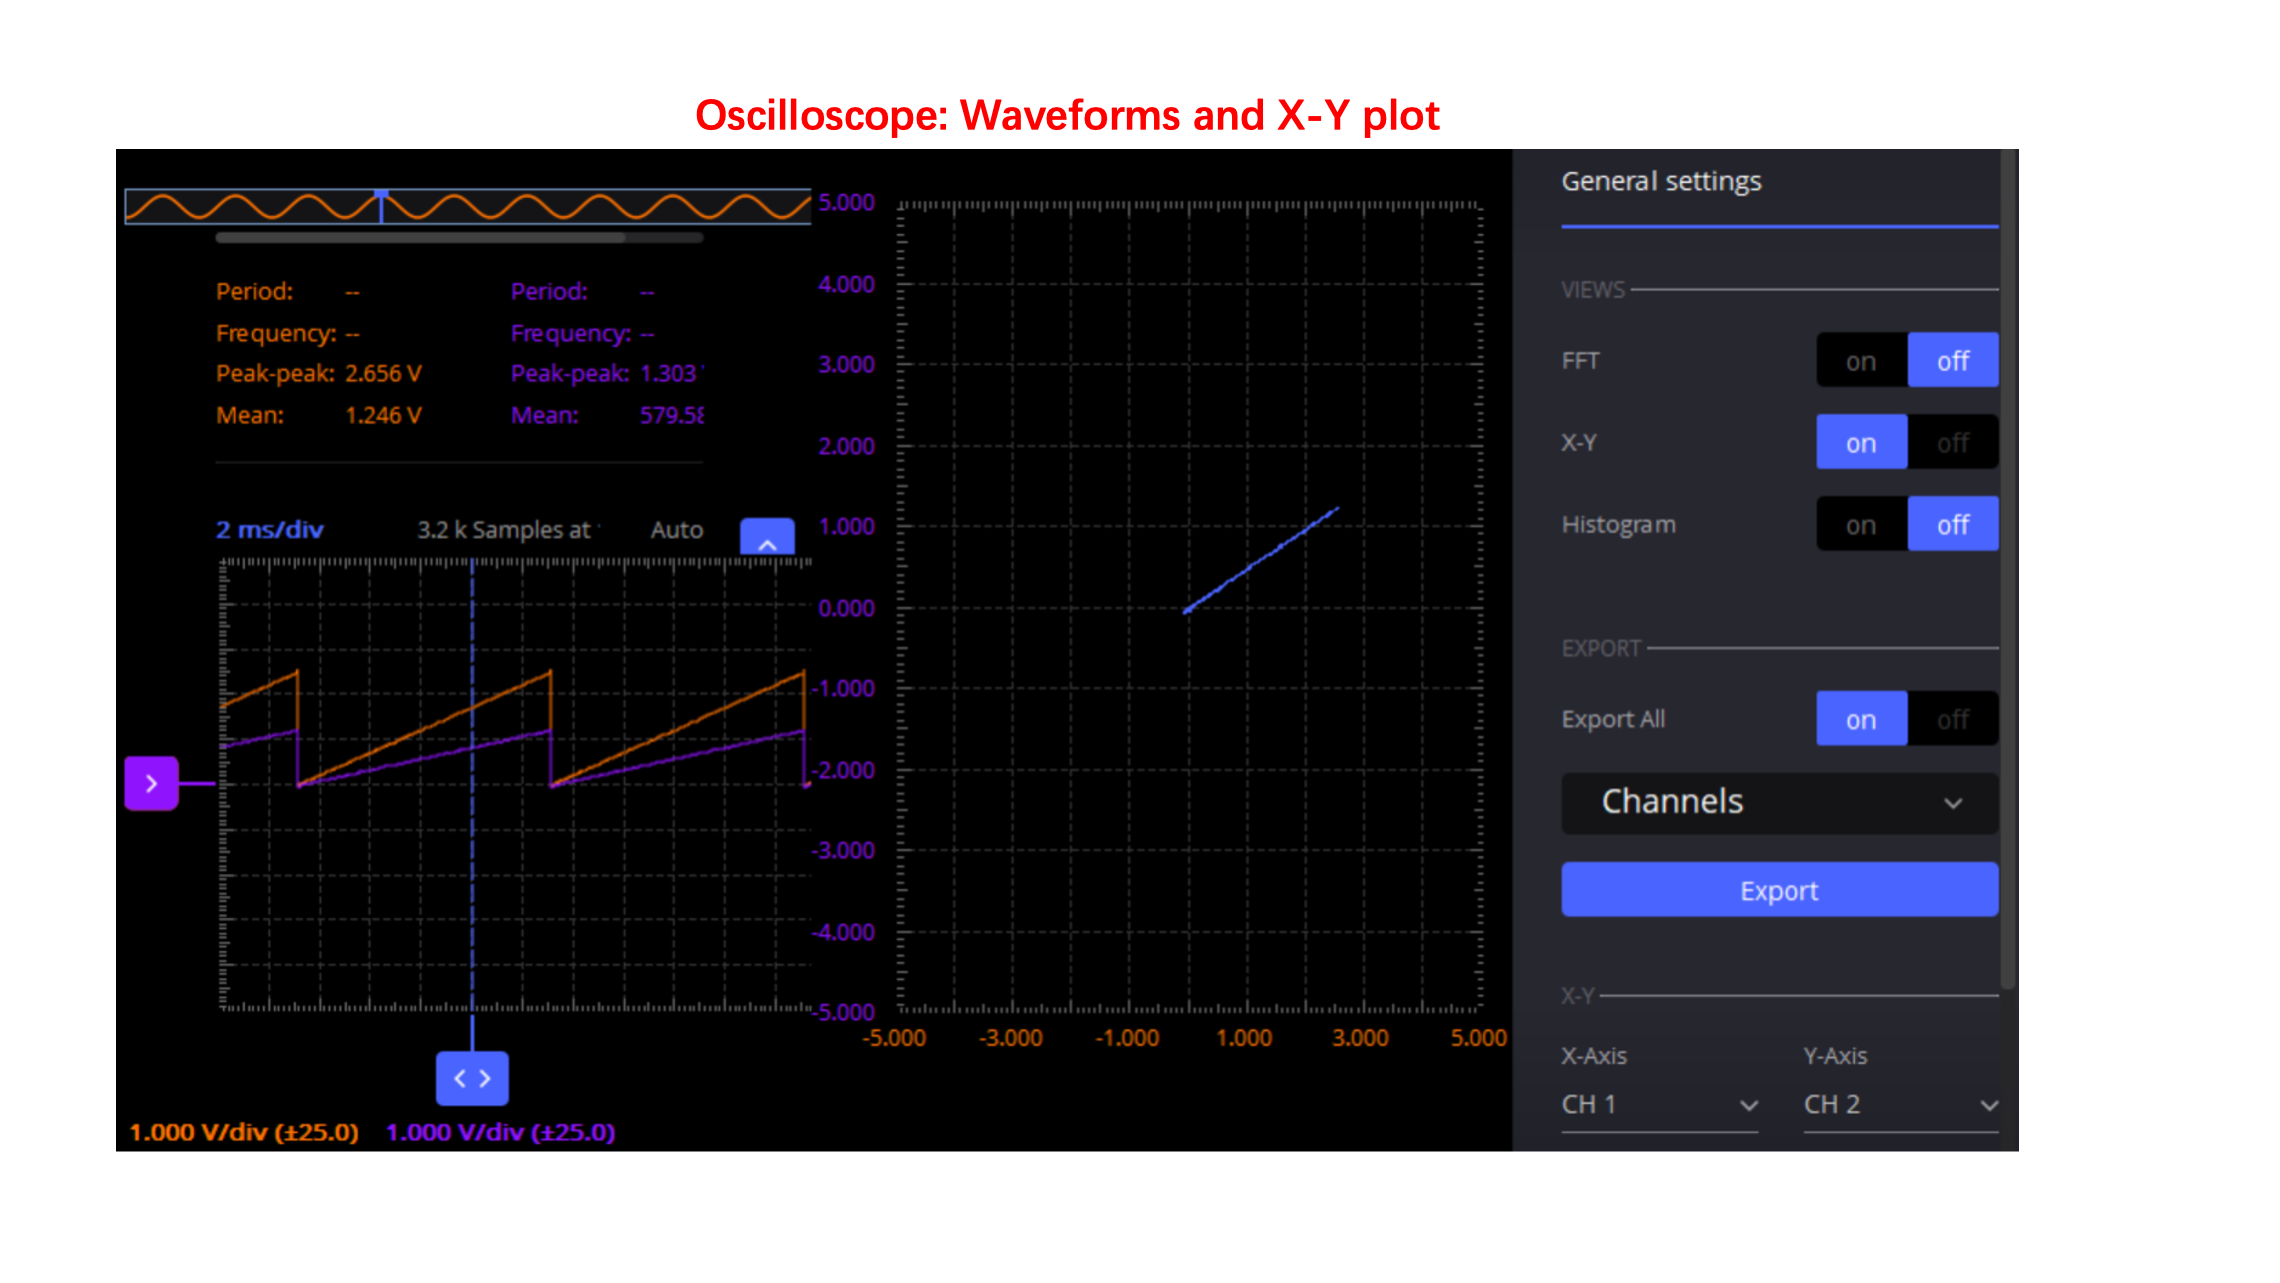 Oscilloscope: Waveforms and X-Y plot
Period: -- Period: --
Frequency: -- Frequency: --
Peak-peak: 2.656 V Peak-peak: 1.303
Mean: 1.246 V Mean: 579.58
2 ms/div 3.2 k Samples at Auto
1.000 V/div (±25.0) 1.000 V/div (±25.0)
5.000
4.000
3.000
2.000
1.000
0.000
-1.000
-2.000
-3.000
-4.000
-5.000
-5.000 -3.000 -1.000 1.000 3.000 5.000
General settings
VIEWS
FFT on off
X-Y on off
Histogram on off
EXPORT
Export All on off
Channels
Export
X-Y
X-Axis Y-Axis
CH 1 CH 2